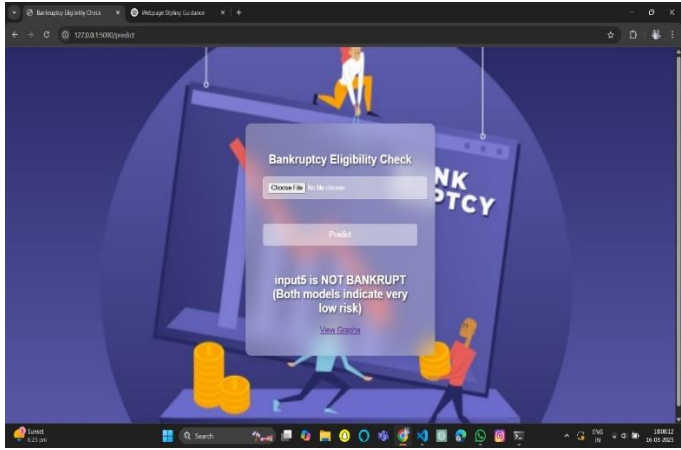 Bankruptcy Eligibility Check
Webpage Styling Guidance
127.0.0.1:5000/predict
Bankruptcy Eligibility Check
NK
PTCY
Choose File No file chosen
Predict
input5 is NOT BANKRUPT
(Both models indicate very
low risk)
View Graphs
Sunset
Search
ENG
IN